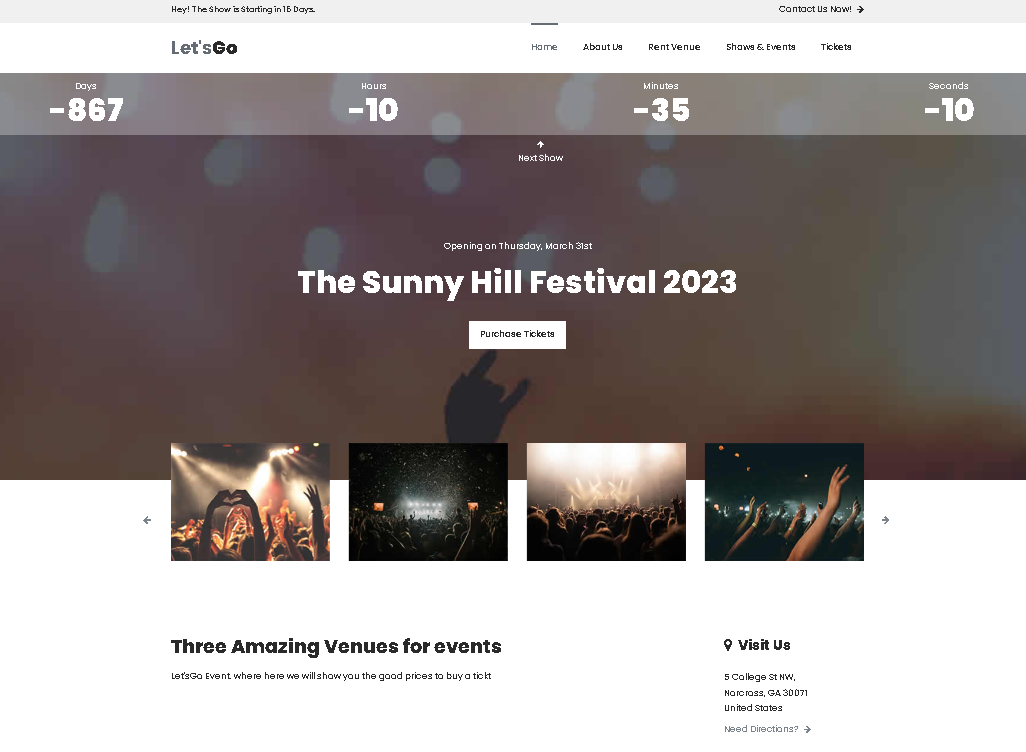 Hey! The Show is Starting in 16 Days.
Contact Us Now!
Let'sGo
Home About Us Rent Venue Shows & Events Tickets
Days Hours Minutes Seconds
-867 -10 -35 -10
Next Show
Opening on Thursday, March 31st
The Sunny Hill Festival 2023
Purchase Tickets
Three Amazing Venues for events
Let'sGo Event. where here we will show you the good prices to buy a tickt
Visit Us
5 College St NW,
Norcross, GA 30071
United States
Need Directions?